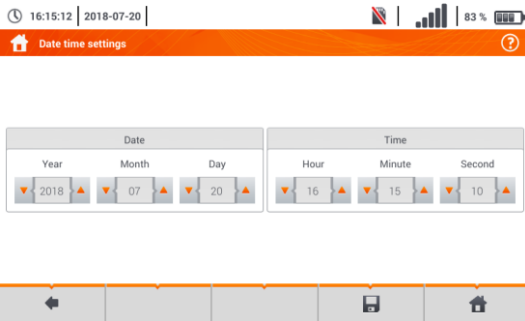 16:15:12 2018-07-20 83 %
Date time settings ?
Date Time
Year Month Day Hour Minute Second
2018 07 20 16 15 10